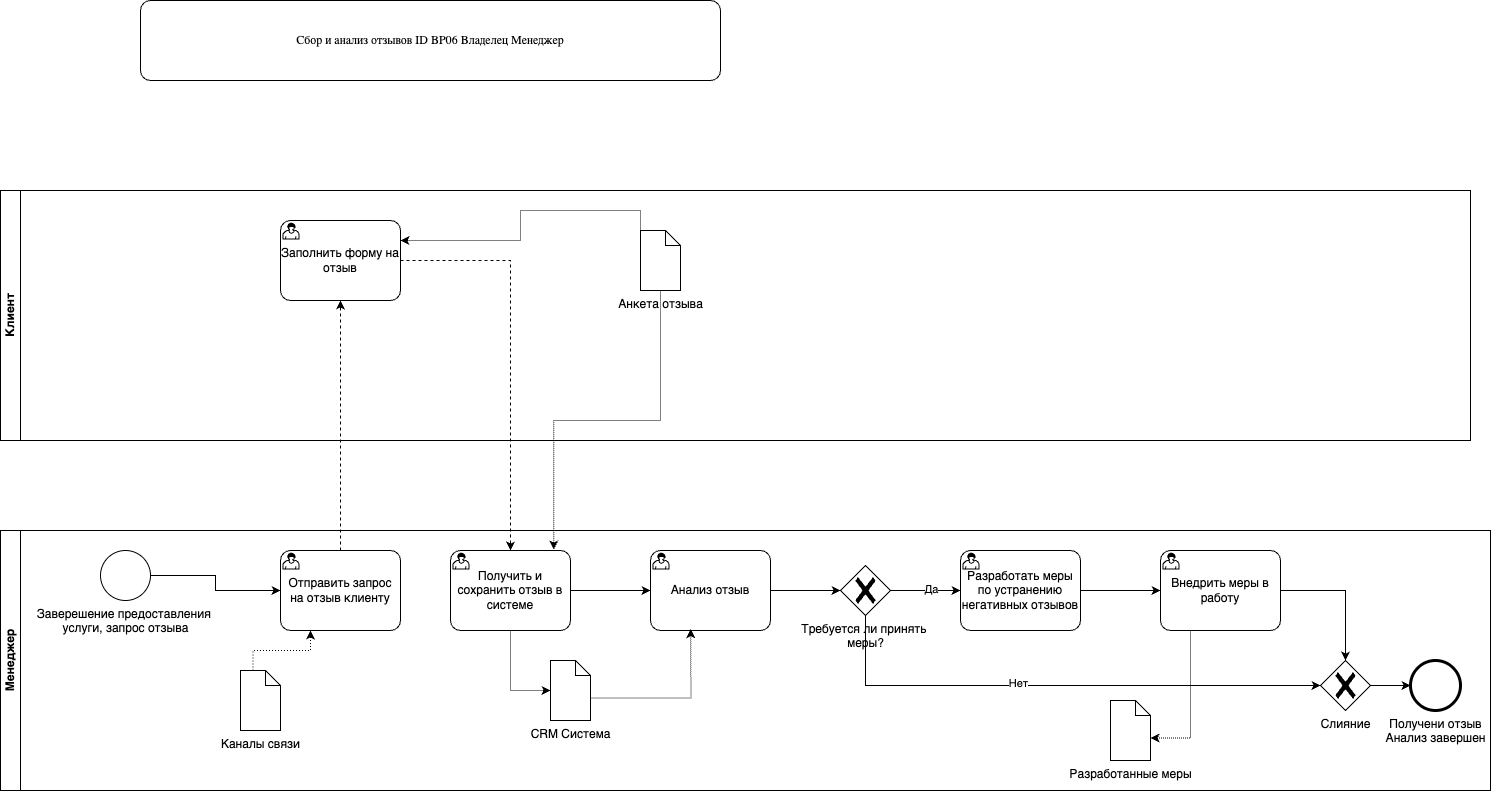 Сбор и анализ отзывов ID BP06 Владелец Менеджер
Клиент
Заполнить форму на
отзыв
Анкета отзыва
Менеджер
Заверешение предоставления
услуги, запрос отзыва
Отправить запрос
на отзыв клиенту
Каналы связи
Получить и
сохранить отзыв в
системе
CRM Система
Анализ отзыв
Требуется ли принять
меры?
Да
Нет
Разработать меры
по устранению
негативных отзывов
Внедрить меры в
работу
Разработанные меры
Слияние
Получени отзыв
Анализ завершен